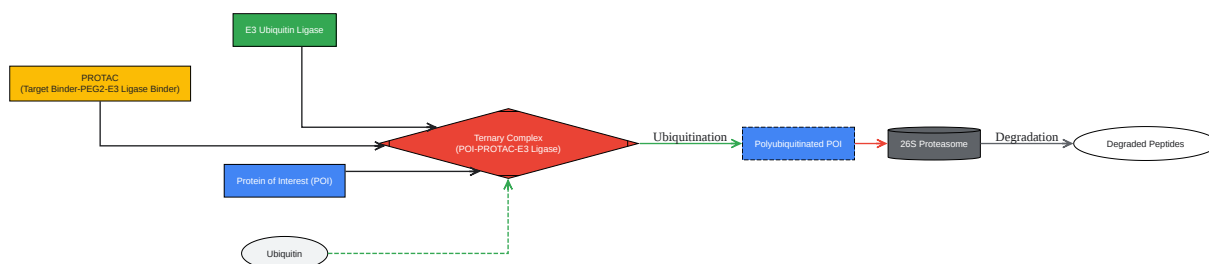 E3 Ubiquitin Ligase
PROTAC
(Target Binder-PEG2-E3 Ligase Binder)
Ternary Complex
(POI-PROTAC-E3 Ligase)
Ubiquitination
Polyubiquitinated POI
26S Proteasome
Degradation
Degraded Peptides
Protein of Interest (POI)
Ubiquitin